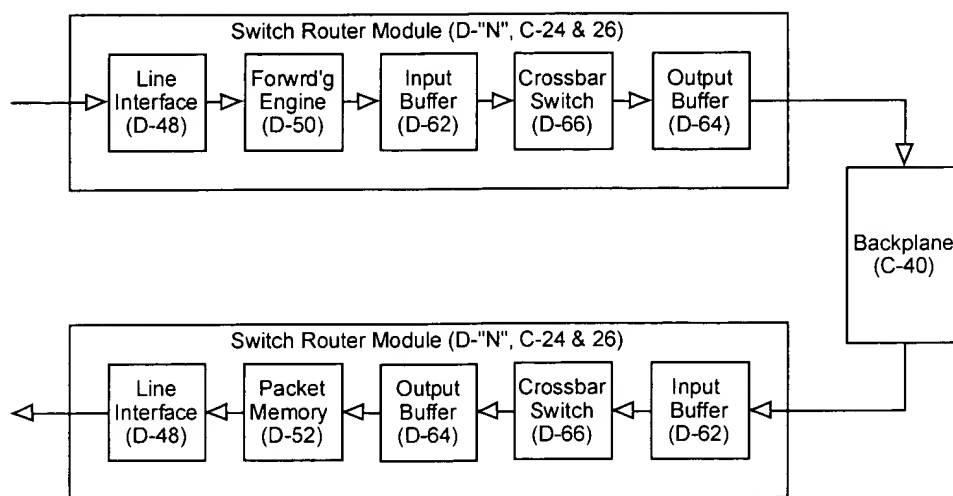 Switch Router Module (D-"N", C-24 & 26)
Line
Interface
(D-48)
Forwrd'g
Engine
(D-50)
Input
Buffer
(D-62)
Crossbar
Switch
(D-66)
Output
Buffer
(D-64)
Backplane
(C-40)
Switch Router Module (D-"N", C-24 & 26)
Line
Interface
(D-48)
Packet
Memory
(D-52)
Output
Buffer
(D-64)
Crossbar
Switch
(D-66)
Input
Buffer
(D-62)